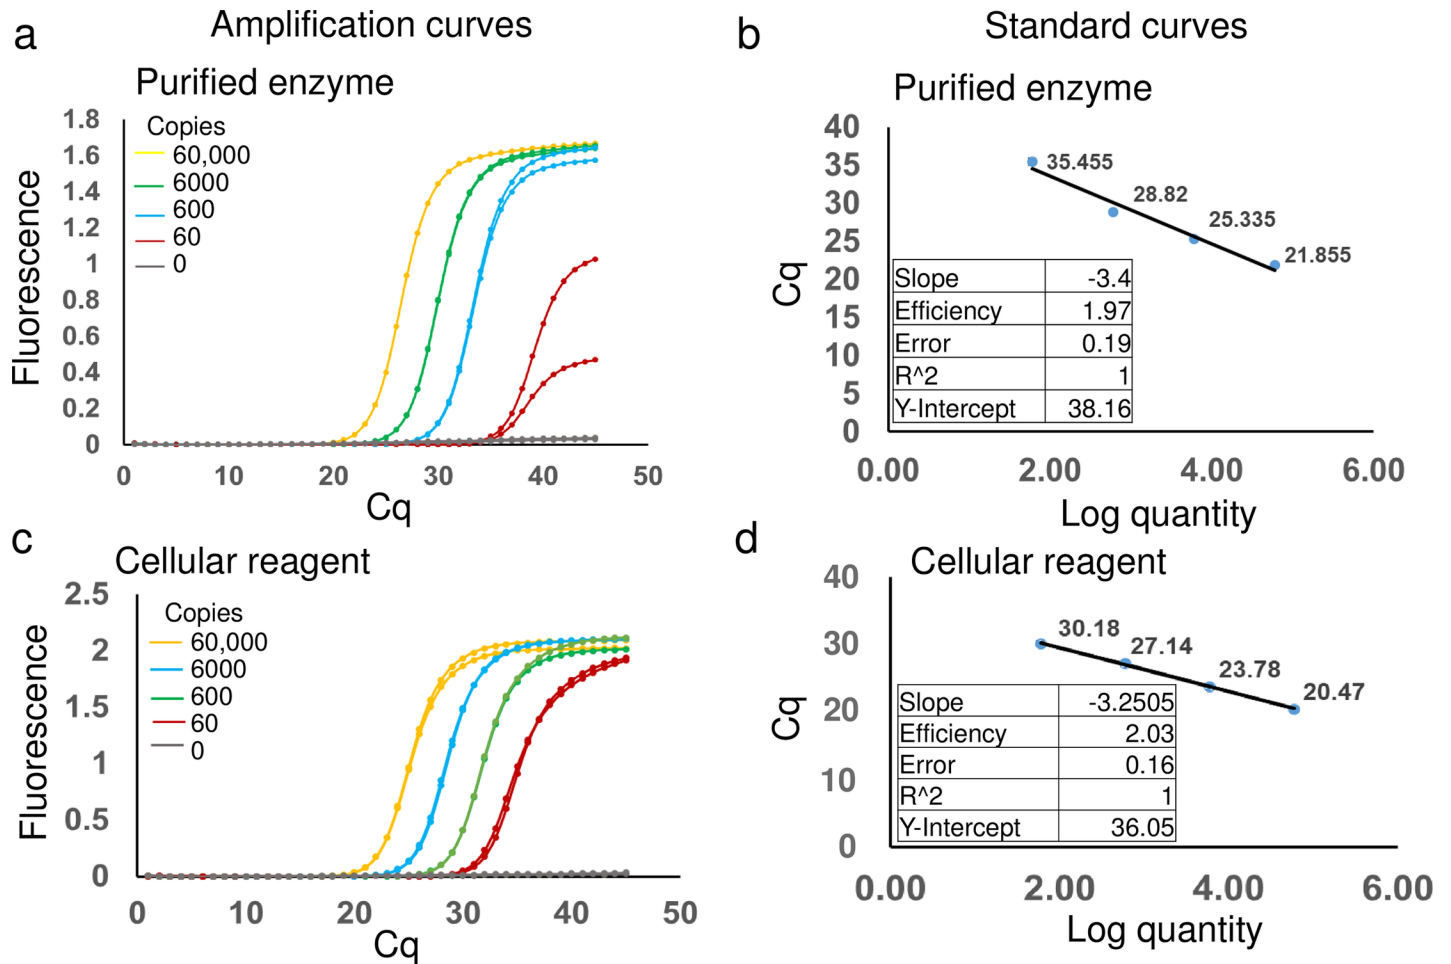 a
Amplification curves
Purified enzyme
Copies
60,000
6000
600
60
0
1.8
1.6
1.4
1.2
1
0.8
0.6
0.4
0.2
0
Fluorescence
0 10 20 30 40 50
Cq
b
Standard curves
Purified enzyme
40
35
30
25
20
15
10
5
0
Cq
35.455
28.82
25.335
21.855
Slope -3.4
Efficiency 1.97
Error 0.19
R^2 1
Y-Intercept 38.16
0.00 2.00 4.00 6.00
Log quantity
c
Cellular reagent
Copies
60,000
6000
600
60
0
2.5
2
1.5
1
0.5
0
Fluorescence
0 10 20 30 40 50
Cq
d
Cellular reagent
40
30
20
10
0
Cq
30.18
27.14
23.78
20.47
Slope -3.2505
Efficiency 2.03
Error 0.16
R^2 1
Y-Intercept 36.05
0.00 2.00 4.00 6.00
Log quantity